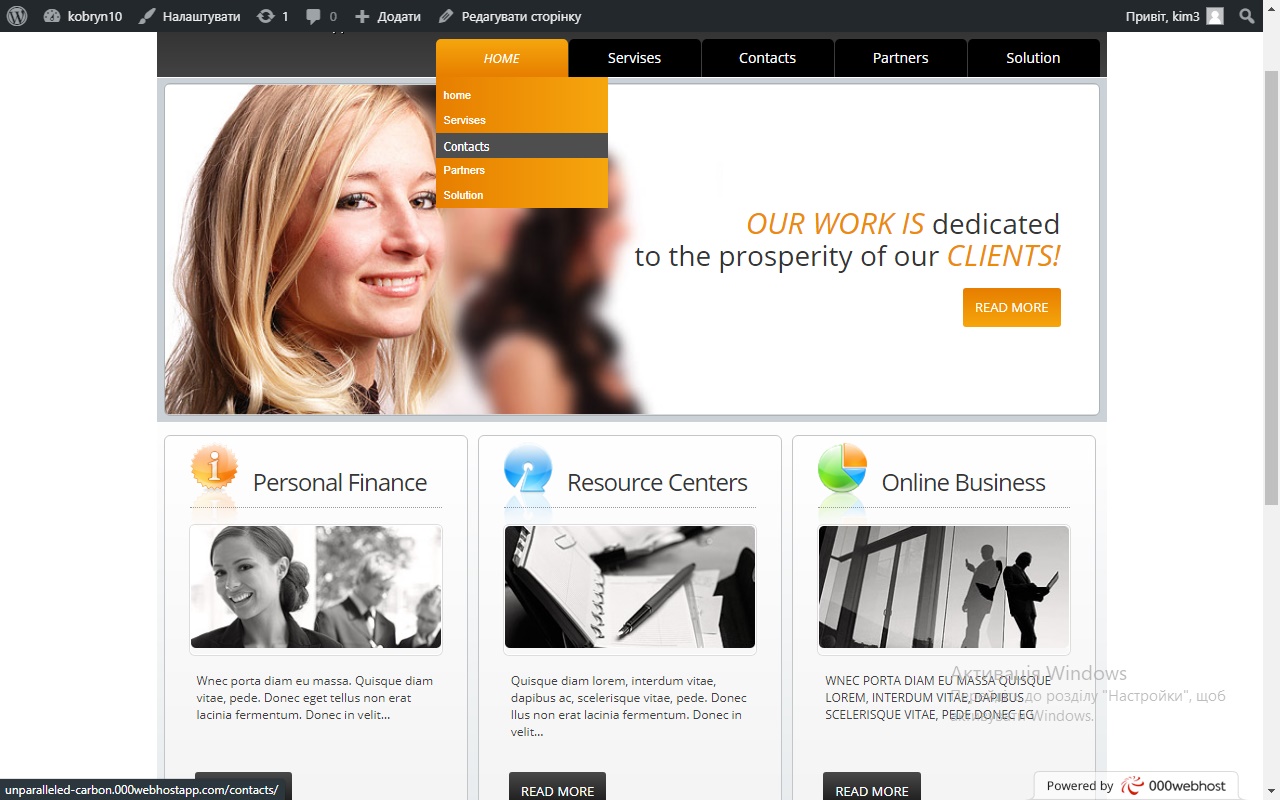 kobryn10 Налаштувати 1 0 Додати Редагувати сторінку Привіт, kim3
HOME Services Contacts Partners Solution
home
Servises
Contacts
Partners
Solution
OUR WORK IS dedicated
to the prosperity of our CLIENTS!
READ MORE
Personal Finance
Wnec porta diam eu massa. Quisque diam
vitae, pede. Donec eget tellus non erat
lacinia fermentum. Donec in velit...
Resource Centers
Quisque diam lorem, interdum vitae,
dapibus ac, scelerisque vitae, pede. Donec
llus non erat lacinia fermentum. Donec in
velit...
READ MORE
Online Business
WNEC PORTA DIAM EU MASSA QUISQUE
LOREM, INTERDUM VITAE, DAPIBUS
SCELERISQUE VITAE, PEDE DONEC EG
READ MORE
Активація Windows
Перейдіть до розділу "Настройки", щоб
активувати Windows.
unparalleled-carbon.000webhostapp.com/contacts/
Powered by 000webhost